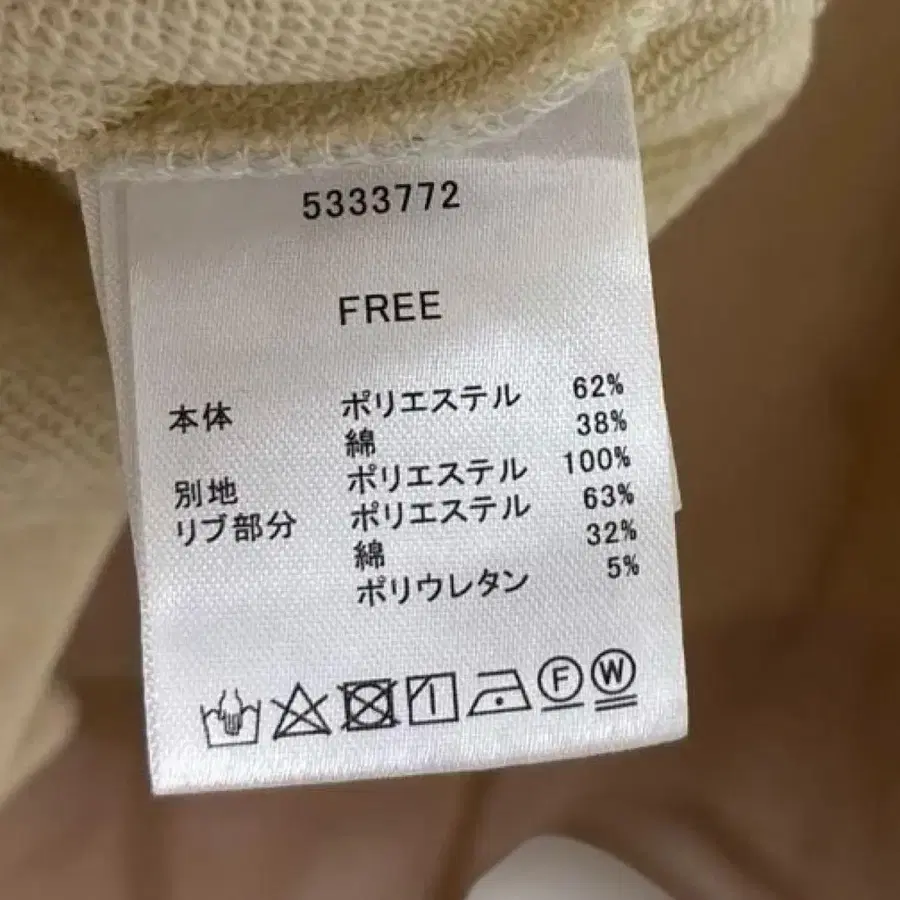 5333772
FREE
本体 ポリエステル 62%
綿 38%
別地 ポリエステル 100%
リブ部分 ポリエステル 63%
綿 32%
ポリウレタン 5%
F W